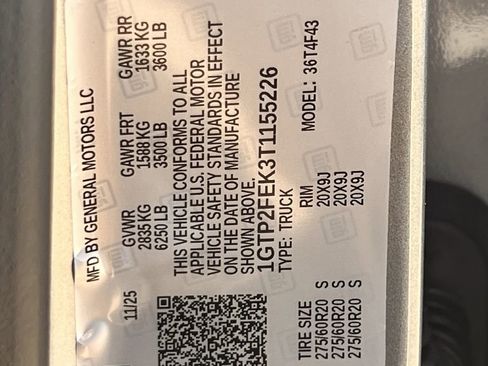 MFD BY GENERAL MOTORS LLC
11/25
GVWR GAWR FRT GAWR RR
2835 KG 1588 KG 1633 KG
6250 LB 3500 LB 3600 LB
THIS VEHICLE CONFORMS TO ALL
APPLICABLE U.S. FEDERAL MOTOR
VEHICLE SAFETY STANDARDS IN EFFECT
ON THE DATE OF MANUFACTURE
SHOWN ABOVE.
1GTP2FEK3T1155226
TYPE: TRUCK MODEL: 36T4F43
TIRE SIZE RIM
275/60R20 S 20X9J
275/60R20 S 20X9J
275/60R20 S 20X9J